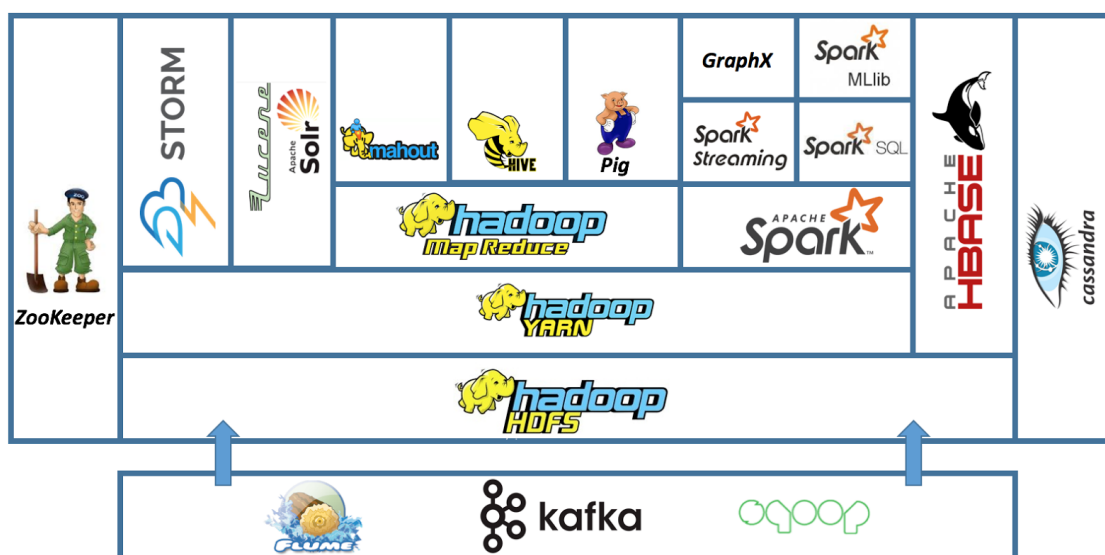 ZooKeeper
STORM
Lucene
Apache
Solr
mahout
HIVE
Pig
GraphX
Spark
MLlib
Spark
Streaming
Spark SQL
hadoop
Map Reduce
APACHE
Spark™
APACHE
HBASE
cassandra
hadoop
YARN
hadoop
HDFS
FLUME
kafka
sqoop